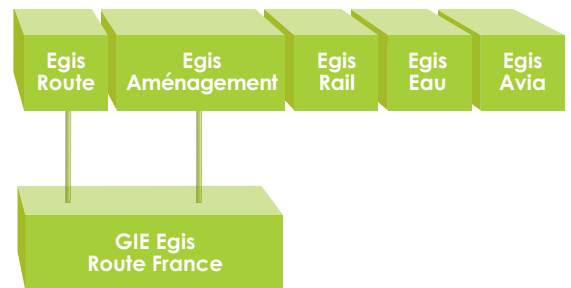 Egis
Route
Egis
Aménagement
Egis
Rail
Egis
Eau
Egis
Avia
GIE Egis
Route France